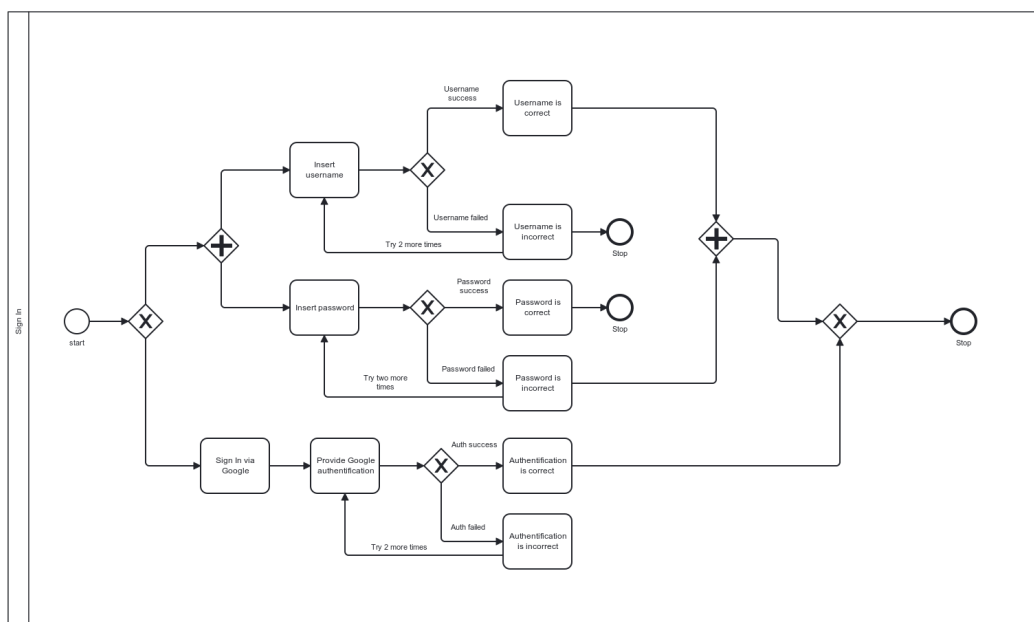 Sign In
start
Username
success
Username is
correct
Insert
username
Username failed
Username is
incorrect
Try 2 more times
Stop
Password
success
Insert password
Password is
correct
Stop
Password failed
Try two more
times
Password is
incorrect
Stop
Auth success
Sign In via
Google
Provide Google
authentification
Authentification
is correct
Auth failed
Authentification
is incorrect
Try 2 more times